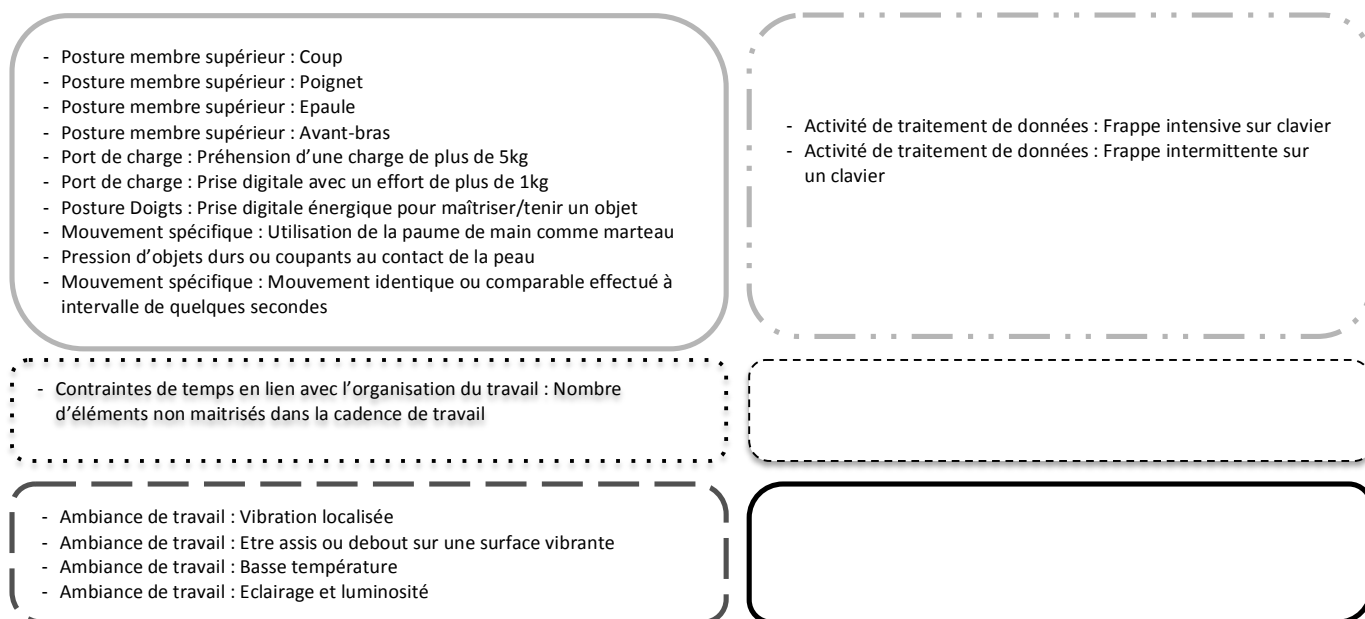 - Posture membre supérieur : Coup
- Posture membre supérieur : Poignet
- Posture membre supérieur : Epaule
- Posture membre supérieur : Avant-bras
- Port de charge : Préhension d'une charge de plus de 5kg
- Port de charge : Prise digitale avec un effort de plus de 1kg
- Posture Doigts : Prise digitale énergique pour maîtriser/tenir un objet
- Mouvement spécifique : Utilisation de la paume de main comme marteau
- Pression d'objets durs ou coupants au contact de la peau
- Mouvement spécifique : Mouvement identique ou comparable effectué à
intervalle de quelques secondes
- Activité de traitement de données : Frappe intensive sur clavier
- Activité de traitement de données : Frappe intermittente sur
un clavier
- Contraintes de temps en lien avec l'organisation du travail : Nombre
d'éléments non maitrisés dans la cadence de travail
- Ambiance de travail : Vibration localisée
- Ambiance de travail : Etre assis ou debout sur une surface vibrante
- Ambiance de travail : Basse température
- Ambiance de travail : Eclairage et luminosité